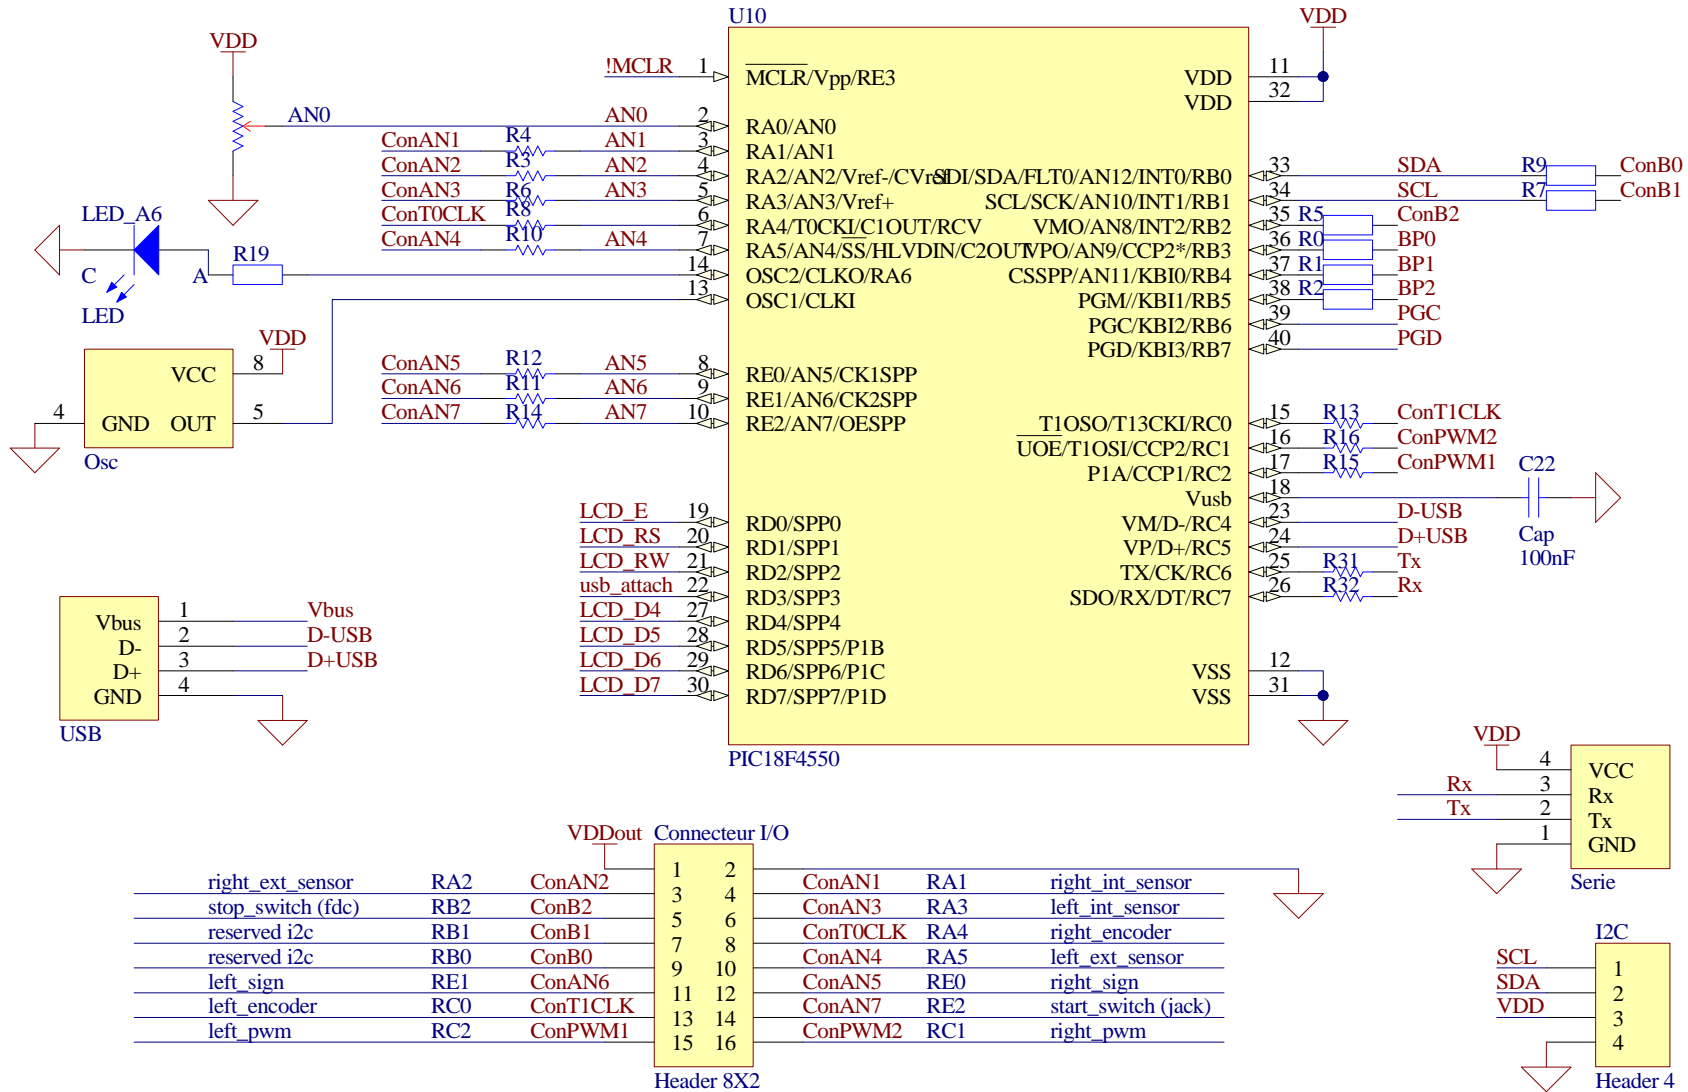 U10
VDD
VDD
!MCLR 1 MCLR/Vpp/RE3
VDD 11
VDD 32
AN0 AN0 2 RA0/AN0
ConAN1 R4 AN1 3 RA1/AN1
ConAN2 R3 AN2 4 RA2/AN2/Vref-/CVref
SDI/SDA/FLT0/AN12/INT0/RB0 33 SDA R9 ConB0
ConAN3 R6 AN3 5 RA3/AN3/Vref+
SCL/SCK/AN10/INT1/RB1 34 SCL R7 ConB1
ConT0CLK R8 6 RA4/T0CKI/C1OUT/RCV
VMO/AN8/INT2/RB2 35 R5 ConB2
ConAN4 R10 AN4 7 RA5/AN4/SS/HLVDIN/C2OUT
VPO/AN9/CCP2*/RB3 36 R0 BP0
LED_A6
C A R19 14 OSC2/CLKO/RA6
CSSPP/AN11/KBI0/RB4 37 R1 BP1
LED
13 OSC1/CLKI
PGM//KBI1/RB5 38 R2 BP2
PGC/KBI2/RB6 39 PGC
PGD/KBI3/RB7 40 PGD
VDD
VCC 8
4 GND OUT 5
Osc
ConAN5 R12 AN5 8 RE0/AN5/CK1SPP
ConAN6 R11 AN6 9 RE1/AN6/CK2SPP
ConAN7 R14 AN7 10 RE2/AN7/OESPP
T1OSO/T13CKI/RC0 15 R13 ConT1CLK
UOE/T1OSI/CCP2/RC1 16 R16 ConPWM2
P1A/CCP1/RC2 17 R15 ConPWM1
Vusb 18
C22
Cap
100nF
LCD_E 19 RD0/SPP0
VM/D-/RC4 23 D-USB
LCD_RS 20 RD1/SPP1
VP/D+/RC5 24 D+USB
LCD_RW 21 RD2/SPP2
TX/CK/RC6 25 R31 Tx
usb_attach 22 RD3/SPP3
SDO/RX/DT/RC7 26 R32 Rx
LCD_D4 27 RD4/SPP4
LCD_D5 28 RD5/SPP5/P1B
LCD_D6 29 RD6/SPP6/P1C
VSS 12
LCD_D7 30 RD7/SPP7/P1D
VSS 31
PIC18F4550
Vbus 1 Vbus
D- 2 D-USB
D+ 3 D+USB
GND 4
USB
VDD
4 VCC
Rx 3 Rx
Tx 2 Tx
1 GND
Serie
VDDout Connecteur I/O
1 2
right_ext_sensor RA2 ConAN2 3 4 ConAN1 RA1 right_int_sensor
stop_switch (fdc) RB2 ConB2 5 6 ConAN3 RA3 left_int_sensor
reserved i2c RB1 ConB1 7 8 ConT0CLK RA4 right_encoder
reserved i2c RB0 ConB0 9 10 ConAN4 RA5 left_ext_sensor
left_sign RE1 ConAN6 11 12 ConAN5 RE0 right_sign
left_encoder RC0 ConT1CLK 13 14 ConAN7 RE2 start_switch (jack)
left_pwm RC2 ConPWM1 15 16 ConPWM2 RC1 right_pwm
Header 8X2
I2C
SCL 1
SDA 2
VDD 3
4
Header 4